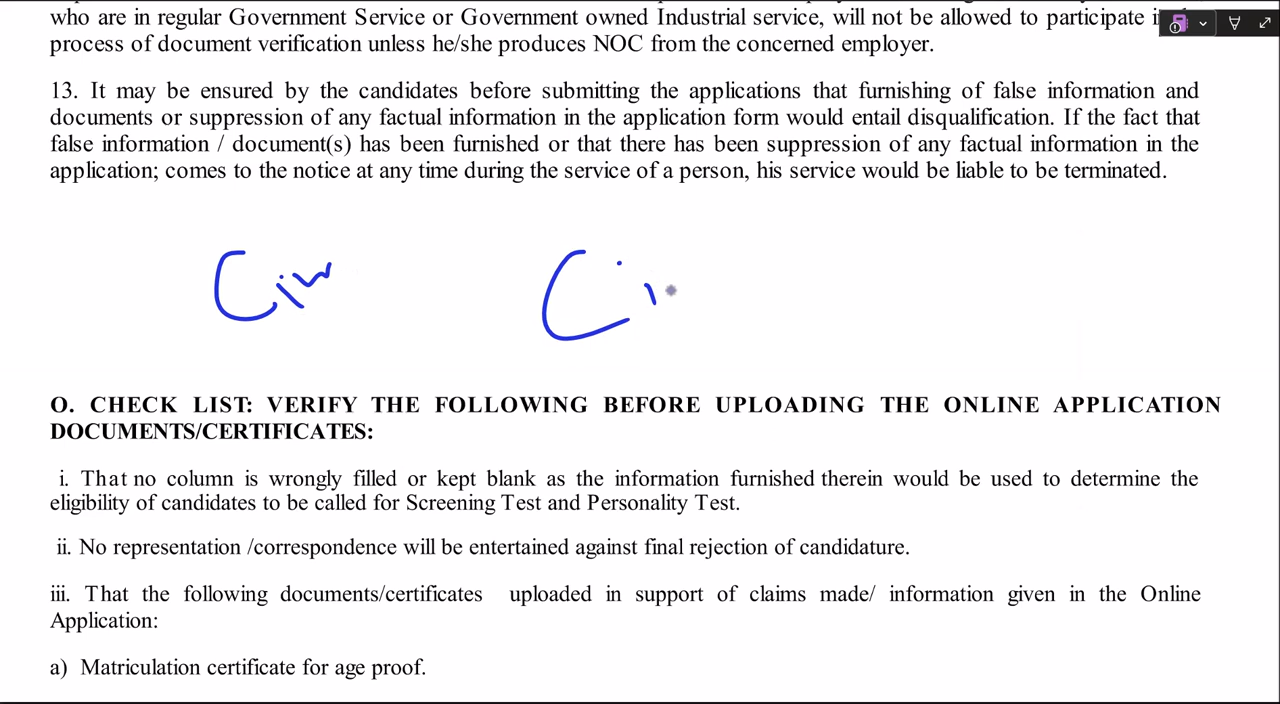 who are in regular Government Service or Government owned Industrial service, will not be allowed to participate
process of document verification unless he/she produces NOC from the concerned employer.
13. It may be ensured by the candidates before submitting the applications that furnishing of false information and
documents or suppression of any factual information in the application form would entail disqualification. If the fact that
false information / document(s) has been furnished or that there has been suppression of any factual information in the
application; comes to the notice at any time during the service of a person, his service would be liable to be terminated.
O. CHECK LIST: VERIFY THE FOLLOWING BEFORE UPLOADING THE ONLINE APPLICATION
DOCUMENTS/CERTIFICATES:
i. That no column is wrongly filled or kept blank as the information furnished therein would be used to determine the
eligibility of candidates to be called for Screening Test and Personality Test.
ii. No representation /correspondence will be entertained against final rejection of candidature.
iii. That the following documents/certificates uploaded in support of claims made/ information given in the Online
Application:
a) Matriculation certificate for age proof.